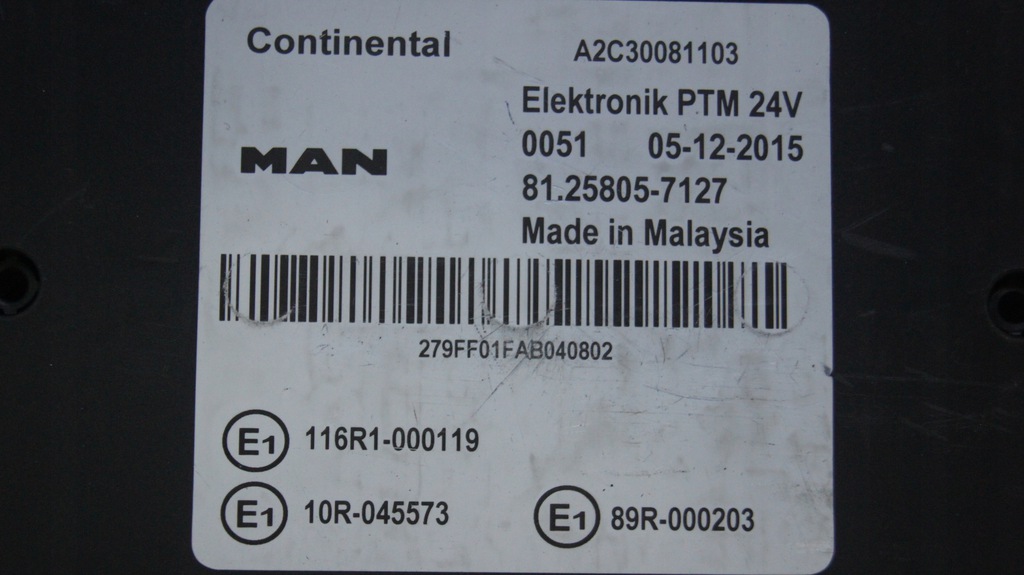 Continental A2C30081103
Elektronik PTM 24V
0051 05-12-2015
MAN
81.25805-7127
Made in Malaysia
279FF01FAB040802
E1 116R1-000119
E1 10R-045573 E1 89R-000203